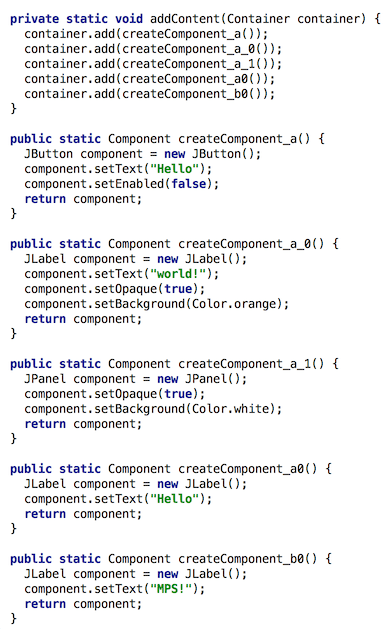 private static void addContent(Container container) {
  container.add(createComponent_a());
  container.add(createComponent_a_0());
  container.add(createComponent_a_1());
  container.add(createComponent_a0());
  container.add(createComponent_b0());
}
public static Component createComponent_a() {
  JButton component = new JButton();
  component.setText("Hello");
  component.setEnabled(false);
  return component;
}
public static Component createComponent_a_0() {
  JLabel component = new JLabel();
  component.setText("world!");
  component.setOpaque(true);
  component.setBackground(Color.orange);
  return component;
}
public static Component createComponent_a_1() {
  JPanel component = new JPanel();
  component.setOpaque(true);
  component.setBackground(Color.white);
  return component;
}
public static Component createComponent_a0() {
  JLabel component = new JLabel();
  component.setText("Hello");
  return component;
}
public static Component createComponent_b0() {
  JLabel component = new JLabel();
  component.setText("MPS!");
  return component;
}